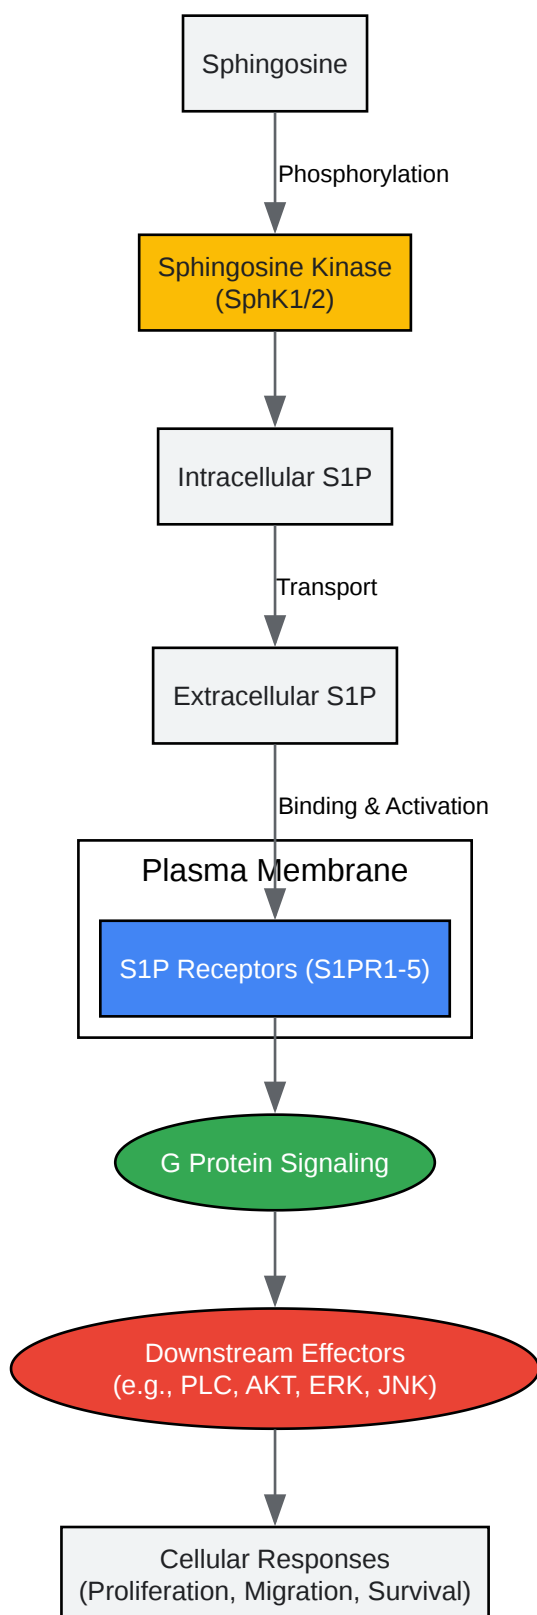 Sphingosine
Phosphorylation
Sphingosine Kinase
(SphK1/2)
Intracellular S1P
Transport
Extracellular S1P
Binding & Activation
Plasma Membrane
S1P Receptors (S1PR1-5)
G Protein Signaling
Downstream Effectors
(e.g., PLC, AKT, ERK, JNK)
Cellular Responses
(Proliferation, Migration, Survival)